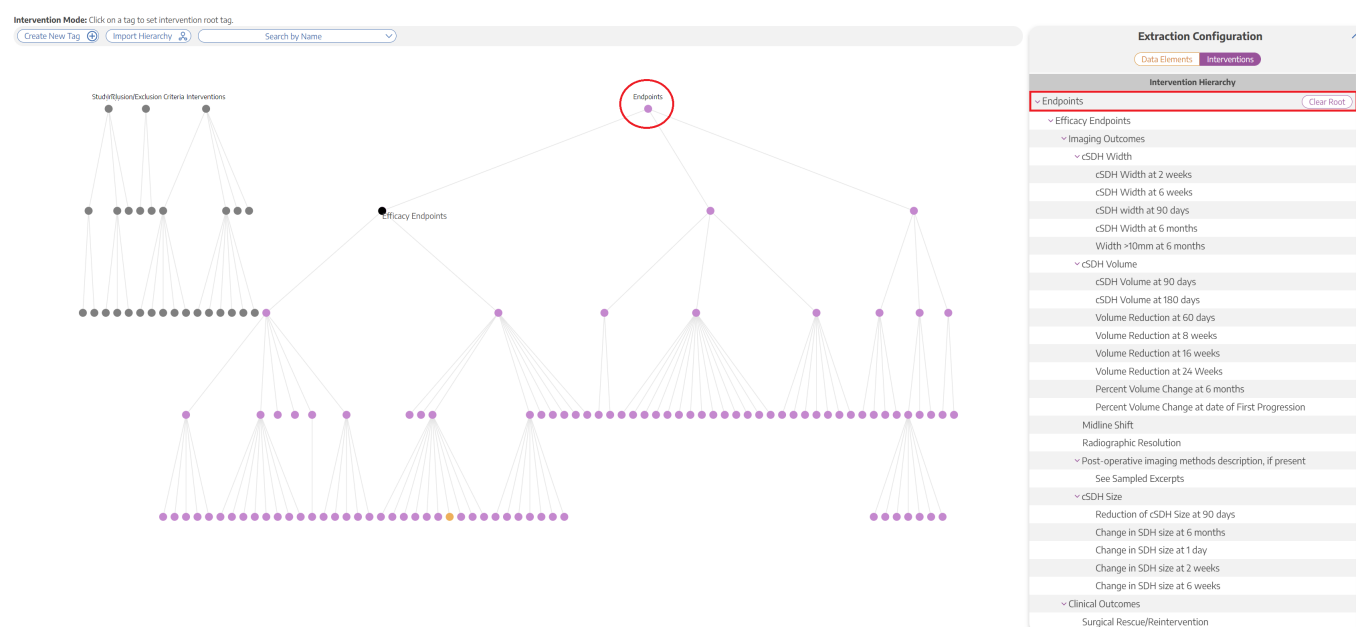 Intervention Mode: Click on a tag to set intervention root tag.
Create New Tag
Import Hierarchy
Search by Name
Inclusion/Exclusion Criteria
Interventions
Endpoints
Efficacy Endpoints
Extraction Configuration
Data Elements
Interventions
Intervention Hierarchy
Endpoints
Clear Root
Efficacy Endpoints
Imaging Outcomes
cSDH Width
cSDH Width at 2 weeks
cSDH Width at 6 weeks
cSDH width at 90 days
cSDH Width at 6 months
Width >10mm at 6 months
cSDH Volume
cSDH Volume at 90 days
cSDH Volume at 180 days
Volume Reduction at 60 days
Volume Reduction at 8 weeks
Volume Reduction at 16 weeks
Volume Reduction at 24 Weeks
Percent Volume Change at 6 months
Percent Volume Change at date of First Progression
Midline Shift
Radiographic Resolution
Post-operative imaging methods description, if present
See Sampled Excerpts
cSDH Size
Reduction of cSDH Size at 90 days
Change in SDH size at 6 months
Change in SDH size at 1 day
Change in SDH size at 2 weeks
Change in SDH size at 6 weeks
Clinical Outcomes
Surgical Rescue/Reintervention